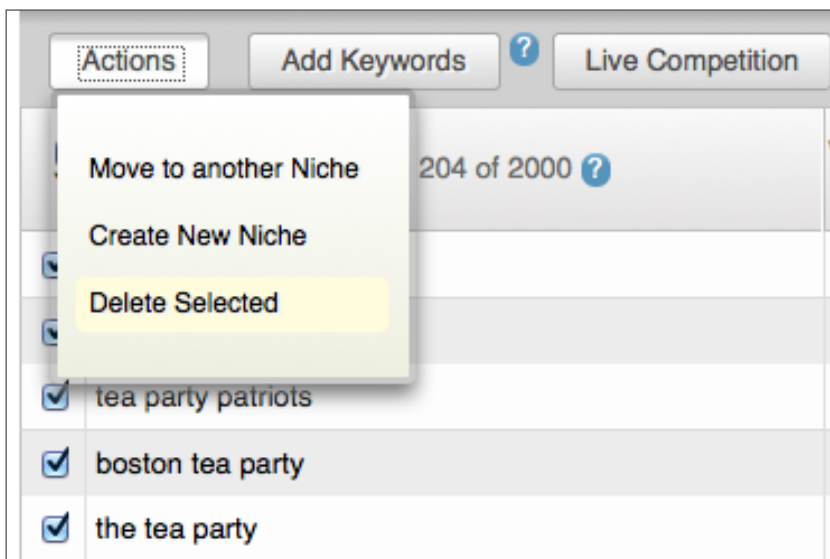 Actions Add Keywords ? Live Competition
Move to another Niche 204 of 2000 ?
Create New Niche
Delete Selected
tea party patriots
boston tea party
the tea party